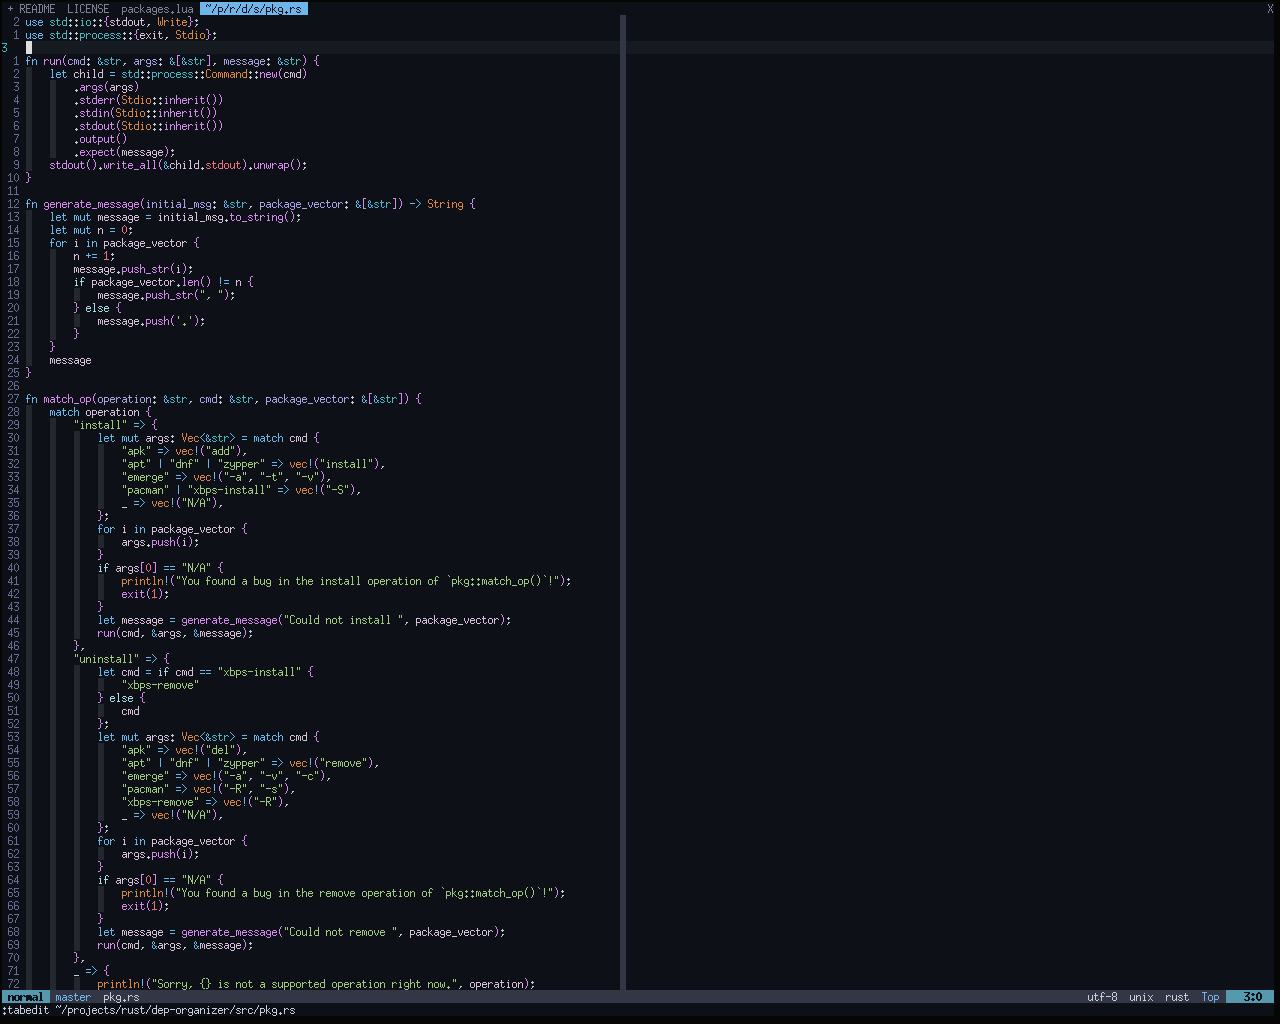 + README  LICENSE  packages.lua  ~/p/r/d/s/pkg.rs  X
  2 use std::io::{stdout, Write};
  1 use std::process::{exit, Stdio};
3
  1 fn run(cmd: &str, args: &[&str], message: &str) {
  2     let child = std::process::Command::new(cmd)
  3         .args(args)
  4         .stderr(Stdio::inherit())
  5         .stdin(Stdio::inherit())
  6         .stdout(Stdio::inherit())
  7         .output()
  8         .expect(message);
  9     stdout().write_all(&child.stdout).unwrap();
 10 }
 11
 12 fn generate_message(initial_msg: &str, package_vector: &[&str]) -> String {
 13     let mut message = initial_msg.to_string();
 14     let mut n = 0;
 15     for i in package_vector {
 16         n += 1;
 17         message.push_str(i);
 18         if package_vector.len() != n {
 19             message.push_str(", ");
 20         } else {
 21             message.push('.');
 22         }
 23     }
 24     message
 25 }
 26
 27 fn match_op(operation: &str, cmd: &str, package_vector: &[&str]) {
 28     match operation {
 29         "install" => {
 30             let mut args: Vec<&str> = match cmd {
 31                 "apk" => vec!("add"),
 32                 "apt" | "dnf" | "zypper" => vec!("install"),
 33                 "emerge" => vec!("-a", "-t", "-v"),
 34                 "pacman" | "xbps-install" => vec!("-S"),
 35                 _ => vec!("N/A"),
 36             };
 37             for i in package_vector {
 38                 args.push(i);
 39             }
 40             if args[0] == "N/A" {
 41                 println!("You found a bug in the install operation of `pkg::match_op()`!");
 42                 exit(1);
 43             }
 44             let message = generate_message("Could not install ", package_vector);
 45             run(cmd, &args, &message);
 46         },
 47         "uninstall" => {
 48             let cmd = if cmd == "xbps-install" {
 49                 "xbps-remove"
 50             } else {
 51                 cmd
 52             };
 53             let mut args: Vec<&str> = match cmd {
 54                 "apk" => vec!("del"),
 55                 "apt" | "dnf" | "zypper" => vec!("remove"),
 56                 "emerge" => vec!("-a", "-v", "-c"),
 57                 "pacman" => vec!("-R", "-s"),
 58                 "xbps-remove" => vec!("-R"),
 59                 _ => vec!("N/A"),
 60             };
 61             for i in package_vector {
 62                 args.push(i);
 63             }
 64             if args[0] == "N/A" {
 65                 println!("You found a bug in the remove operation of `pkg::match_op()`!");
 66                 exit(1);
 67             }
 68             let message = generate_message("Could not remove ", package_vector);
 69             run(cmd, &args, &message);
 70         },
 71         _ => {
 72             println!("Sorry, {} is not a supported operation right now.", operation);
normal  master  pkg.rs  utf-8  unix  rust  Top  3:0
:tabedit ~/projects/rust/dep-organizer/src/pkg.rs